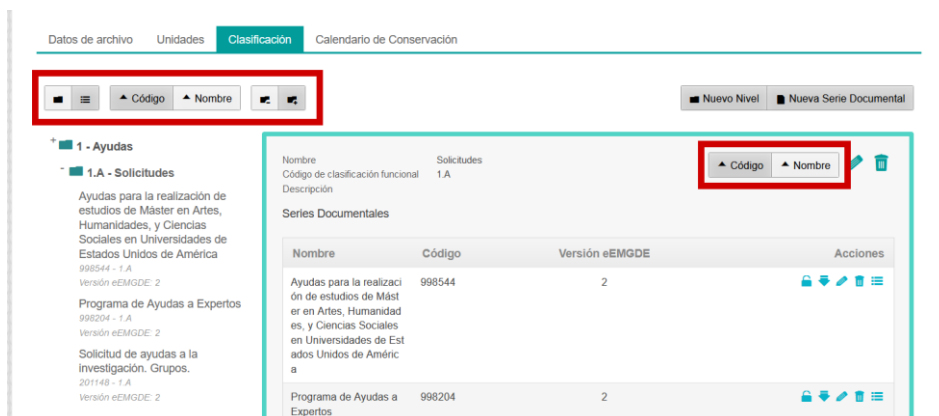 Datos de archivo Unidades Clasificación Calendario de Conservación
Código Nombre
Nuevo Nivel Nueva Serie Documental
1 - Ayudas
1.A - Solicitudes
Ayudas para la realización de
estudios de Máster en Artes,
Humanidades, y Ciencias
Sociales en Universidades de
Estados Unidos de América
998544 - 1.A
Versión eEMGDE: 2
Programa de Ayudas a Expertos
998204 - 1.A
Versión eEMGDE: 2
Solicitud de ayudas a la
investigación. Grupos.
201148 - 1.A
Versión eEMGDE: 2
Nombre Solicitudes
Código de clasificación funcional 1.A
Descripción
Código Nombre
Series Documentales
Nombre Código Versión eEMGDE Acciones
Ayudas para la realizaci 998544 2
ón de estudios de Mást
er en Artes, Humanidad
es, y Ciencias Sociales
en Universidades de Est
ados Unidos de Améric
a
Programa de Ayudas a 998204 2
Expertos